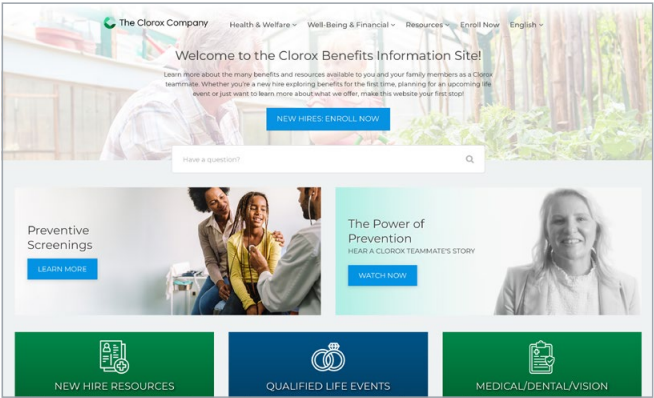 The Clorox Company
Health & Welfare Well-Being & Financial Resources Enroll Now English
Welcome to the Clorox Benefits Information Site!
Learn more about the many benefits and resources available to you and your family members as a Clorox
teammate. Whether you're a new hire exploring benefits for the first time, planning for an upcoming life
event or just want to learn more about what we offer, make this website your first stop!
NEW HIRES: ENROLL NOW
Have a question?
Preventive
Screenings
LEARN MORE
The Power of
Prevention
HEAR A CLOROX TEAMMATE'S STORY
WATCH NOW
NEW HIRE RESOURCES
QUALIFIED LIFE EVENTS
MEDICAL/DENTAL/VISION